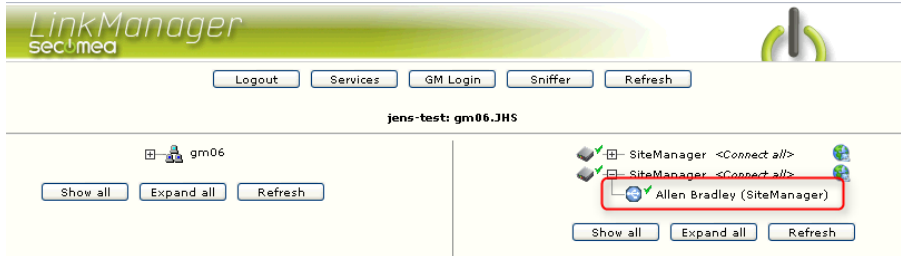 LinkManager
secomea
Logout Services GM Login Sniffer Refresh
jens-test: gm06.JHS
gm06
Show all Expand all Refresh
SiteManager <Connect all>
SiteManager <Connect all>
Allen Bradley (SiteManager)
Show all Expand all Refresh